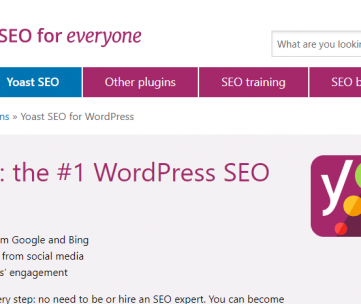 SEO for everyone
What are you lookin
Yoast SEO
Other plugins
SEO training
SEO b
ns » Yoast SEO for WordPress
: the #1 WordPress SEO
y
m Google and Bing
from social media
s' engagement
ery step: no need to be or hire an SEO expert. You can become